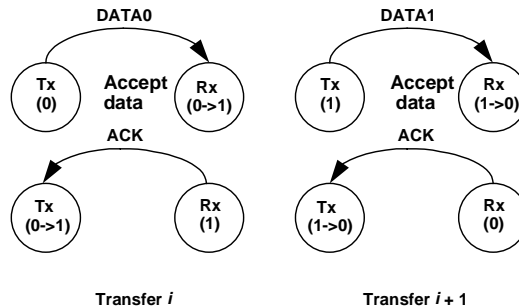 DATA0
Tx
(0)
Accept
data
Rx
(0->1)
ACK
Tx
(0->1)
Rx
(1)
Transfer i
DATA1
Tx
(1)
Accept
data
Rx
(1->0)
ACK
Tx
(1->0)
Rx
(0)
Transfer i + 1